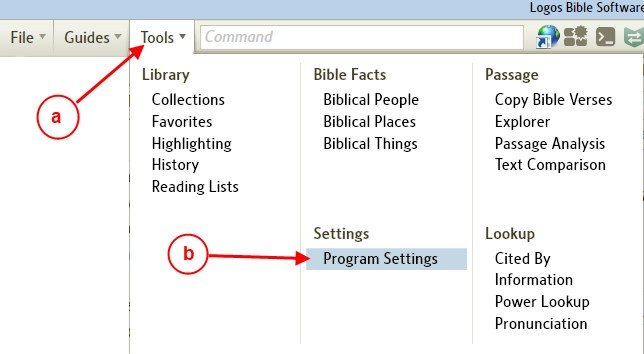 Logos Bible Software
File Guides Tools Command
a
Library
Collections
Favorites
Highlighting
History
Reading Lists
Bible Facts
Biblical People
Biblical Places
Biblical Things
Passage
Copy Bible Verses
Explorer
Passage Analysis
Text Comparison
b
Settings
Program Settings
Lookup
Cited By
Information
Power Lookup
Pronunciation